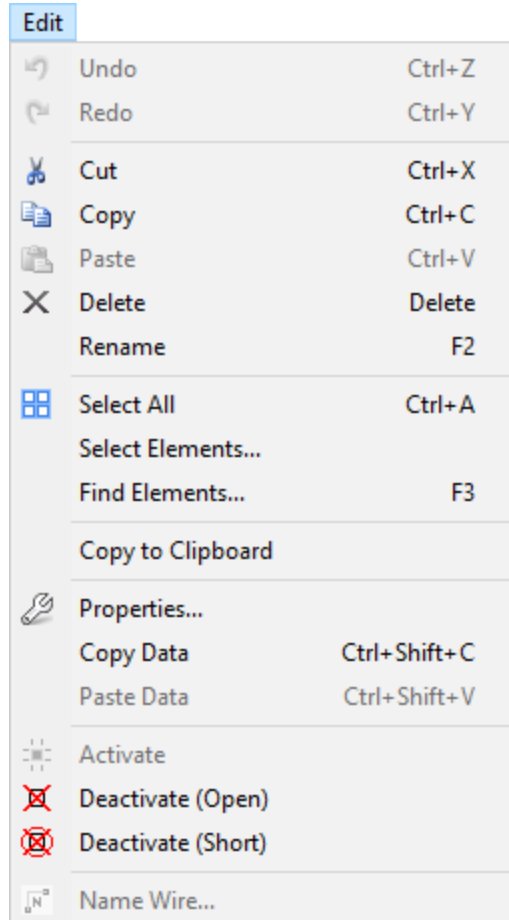 Edit
Undo Ctrl+Z
Redo Ctrl+Y
Cut Ctrl+X
Copy Ctrl+C
Paste Ctrl+V
Delete Delete
Rename F2
Select All Ctrl+A
Select Elements...
Find Elements... F3
Copy to Clipboard
Properties...
Copy Data Ctrl+Shift+C
Paste Data Ctrl+Shift+V
Activate
Deactivate (Open)
Deactivate (Short)
Name Wire...